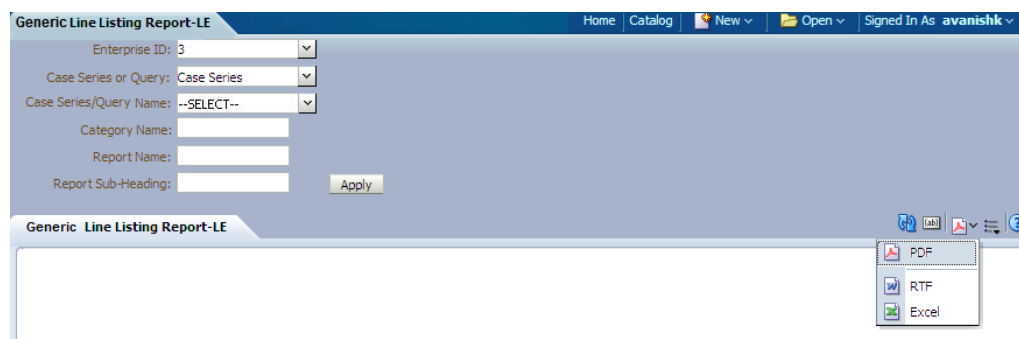 Generic Line Listing Report-LE Home Catalog New Open Signed In As avanishk
Enterprise ID: 3
Case Series or Query: Case Series
Case Series/Query Name: --SELECT--
Category Name:
Report Name:
Report Sub-Heading: Apply
Generic Line Listing Report-LE
PDF
RTF
Excel